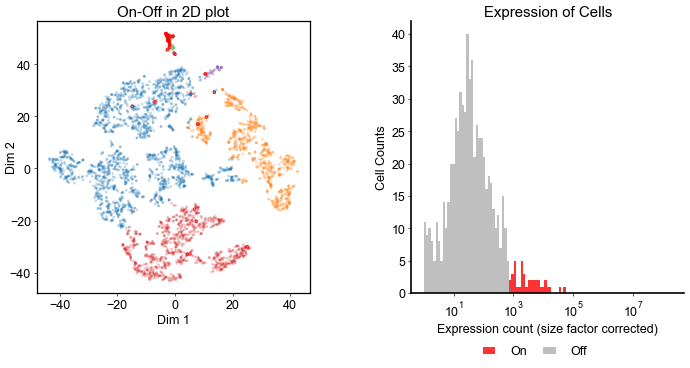 On-Off in 2D plot
40
20
0
−20
−40
Dim 2
−40 −20 0 20 40
Dim 1
Expression of Cells
40
35
30
25
20
15
10
5
0
Cell Counts
10^1 10^3 10^5 10^7
Expression count (size factor corrected)
On Off